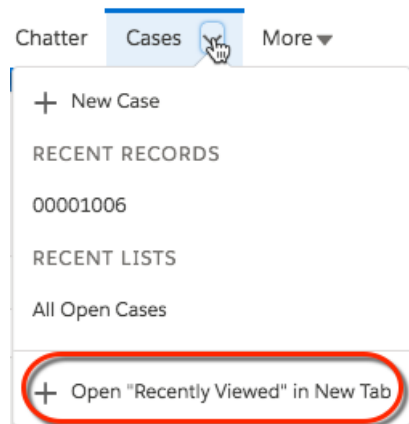 Chatter Cases More
New Case
RECENT RECORDS
00001006
RECENT LISTS
All Open Cases
Open "Recently Viewed" in New Tab